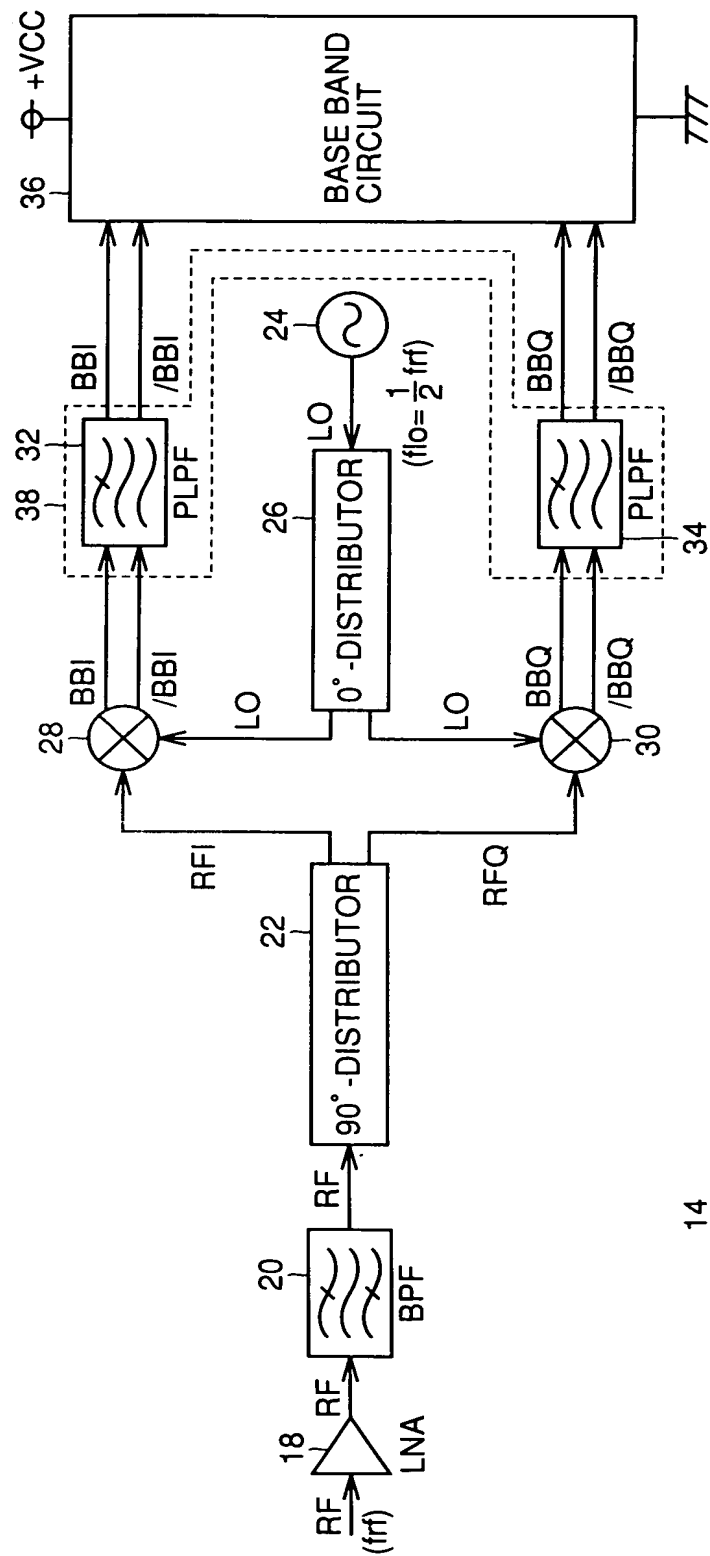 RF
(frf)
18
LNA
RF
20
BPF
RF
22
90°-DISTRIBUTOR
RFI
RFQ
28
LO
LO
30
BBI
/BBI
BBQ
/BBQ
26
0°-DISTRIBUTOR
LO
(flo=1/2 frf)
24
38
32
PLPF
PLPF
34
BBI
/BBI
BBQ
/BBQ
36
+VCC
BASE BAND
CIRCUIT
14